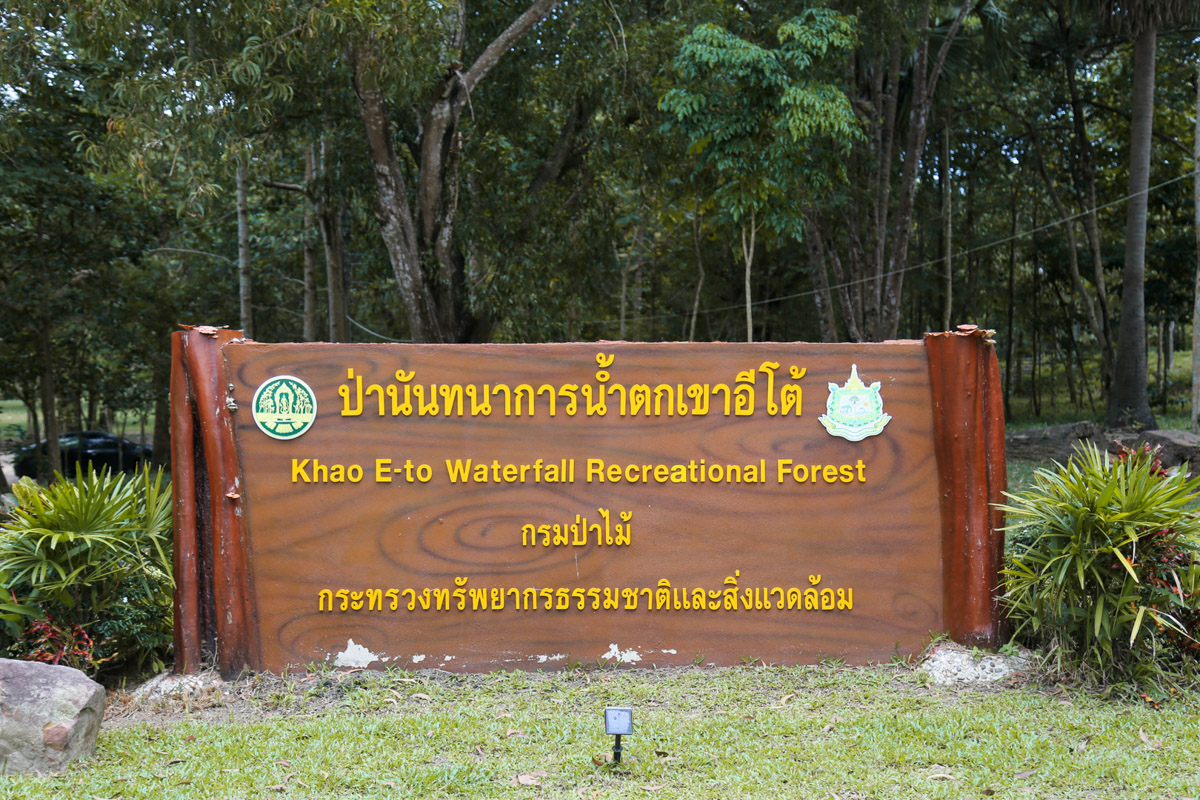 ป่านันทนาการน้ำตกเขาอีโต้
Khao E-to Waterfall Recreational Forest
กรมป่าไม้
กระทรวงทรัพยากรธรรมชาติและสิ่งแวดล้อม